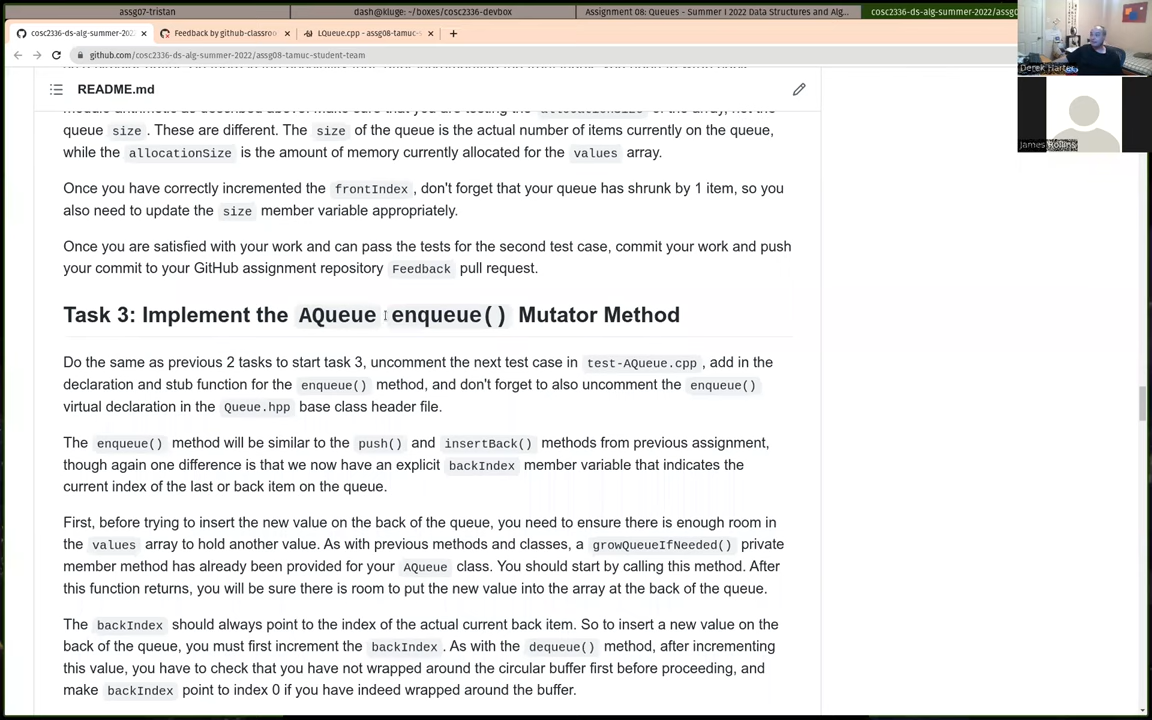 assg07-tristan
dash@kluge: ~/boxes/cosc2336-devbox
Assignment 08: Queues - Summer I 2022 Data Structures and Alg...
cosc2336-ds-alg-summer-2022/assg0
cosc2336-ds-alg-summer-202
Feedback by github-classroo
LQueue.cpp - assg08-tamuc-
github.com/cosc2336-ds-alg-summer-2022/assg08-tamuc-student-team
Derek Harter
James Rollins
README.md
queue size . These are different. The size of the queue is the actual number of items currently on the queue,
while the allocationSize is the amount of memory currently allocated for the values array.
Once you have correctly incremented the frontIndex , don't forget that your queue has shrunk by 1 item, so you
also need to update the size member variable appropriately.
Once you are satisfied with your work and can pass the tests for the second test case, commit your work and push
your commit to your GitHub assignment repository Feedback pull request.
Task 3: Implement the AQueue enqueue() Mutator Method
Do the same as previous 2 tasks to start task 3, uncomment the next test case in test-AQueue.cpp , add in the
declaration and stub function for the enqueue() method, and don't forget to also uncomment the enqueue()
virtual declaration in the Queue.hpp base class header file.
The enqueue() method will be similar to the push() and insertBack() methods from previous assignment,
though again one difference is that we now have an explicit backIndex member variable that indicates the
current index of the last or back item on the queue.
First, before trying to insert the new value on the back of the queue, you need to ensure there is enough room in
the values array to hold another value. As with previous methods and classes, a growQueueIfNeeded() private
member method has already been provided for your AQueue class. You should start by calling this method. After
this function returns, you will be sure there is room to put the new value into the array at the back of the queue.
The backIndex should always point to the index of the actual current back item. So to insert a new value on the
back of the queue, you must first increment the backIndex . As with the dequeue() method, after incrementing
this value, you have to check that you have not wrapped around the circular buffer first before proceeding, and
make backIndex point to index 0 if you have indeed wrapped around the buffer.